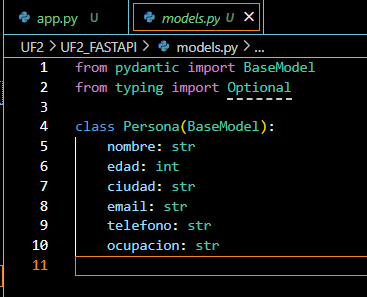 app.py U
models.py U ×
UF2 > UF2_FASTAPI > models.py > ...
1 from pydantic import BaseModel
2 from typing import Optional
3
4 class Persona(BaseModel):
5     nombre: str
6     edad: int
7     ciudad: str
8     email: str
9     telefono: str
10     ocupacion: str
11